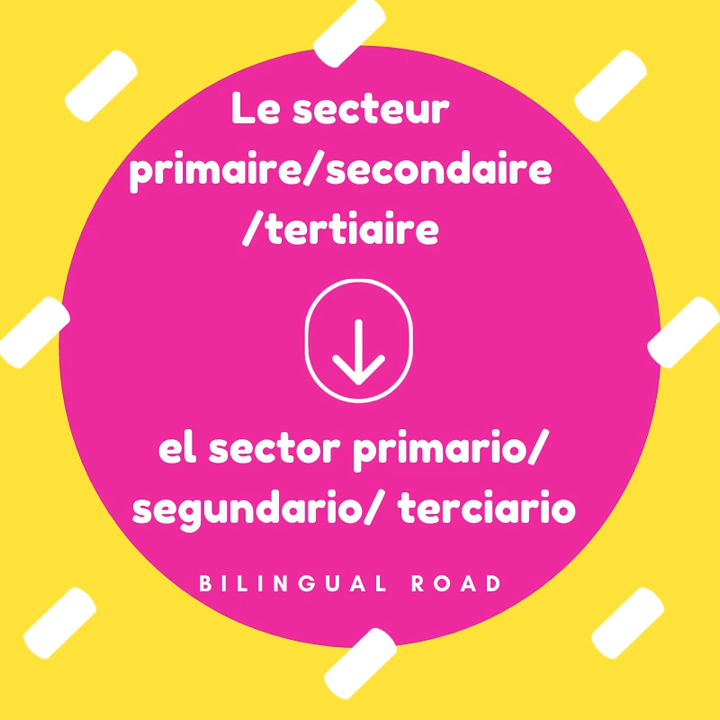 Le secteur
primaire/secondaire
/tertiaire
el sector primario/
segundario/ terciario
BILINGUAL ROAD